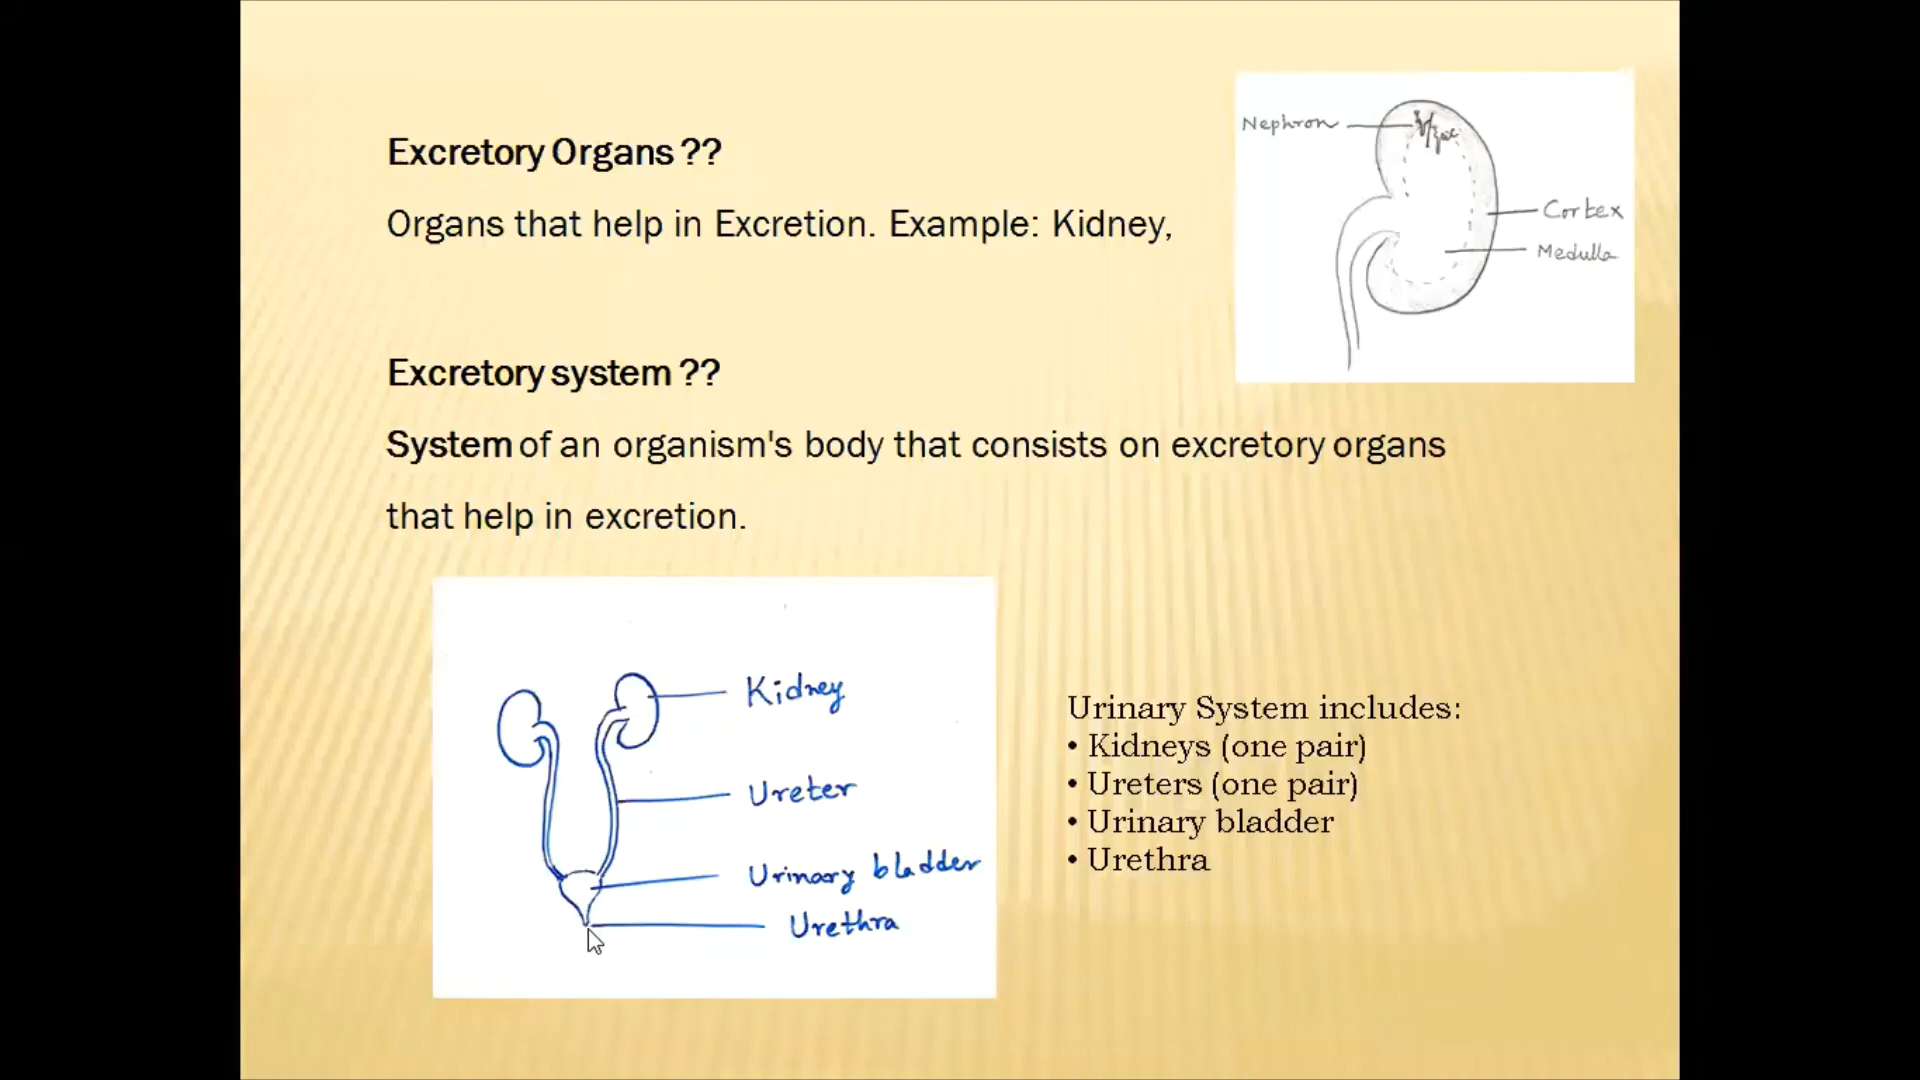 Excretory Organs ??
Organs that help in Excretion. Example: Kidney,
Nephron
Cortex
Medulla
Excretory system ??
System of an organism's body that consists on excretory organs
that help in excretion.
Kidney
Ureter
Urinary bladder
Urethra
Urinary System includes:
• Kidneys (one pair)
• Ureters (one pair)
• Urinary bladder
• Urethra